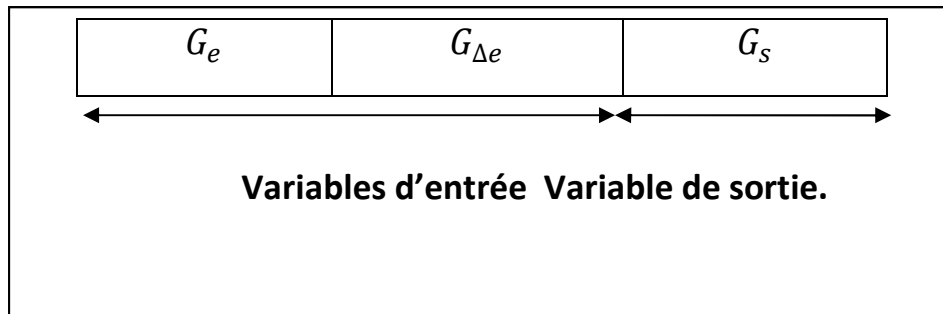 G_e G_Δe G_s
Variables d'entrée Variable de sortie.